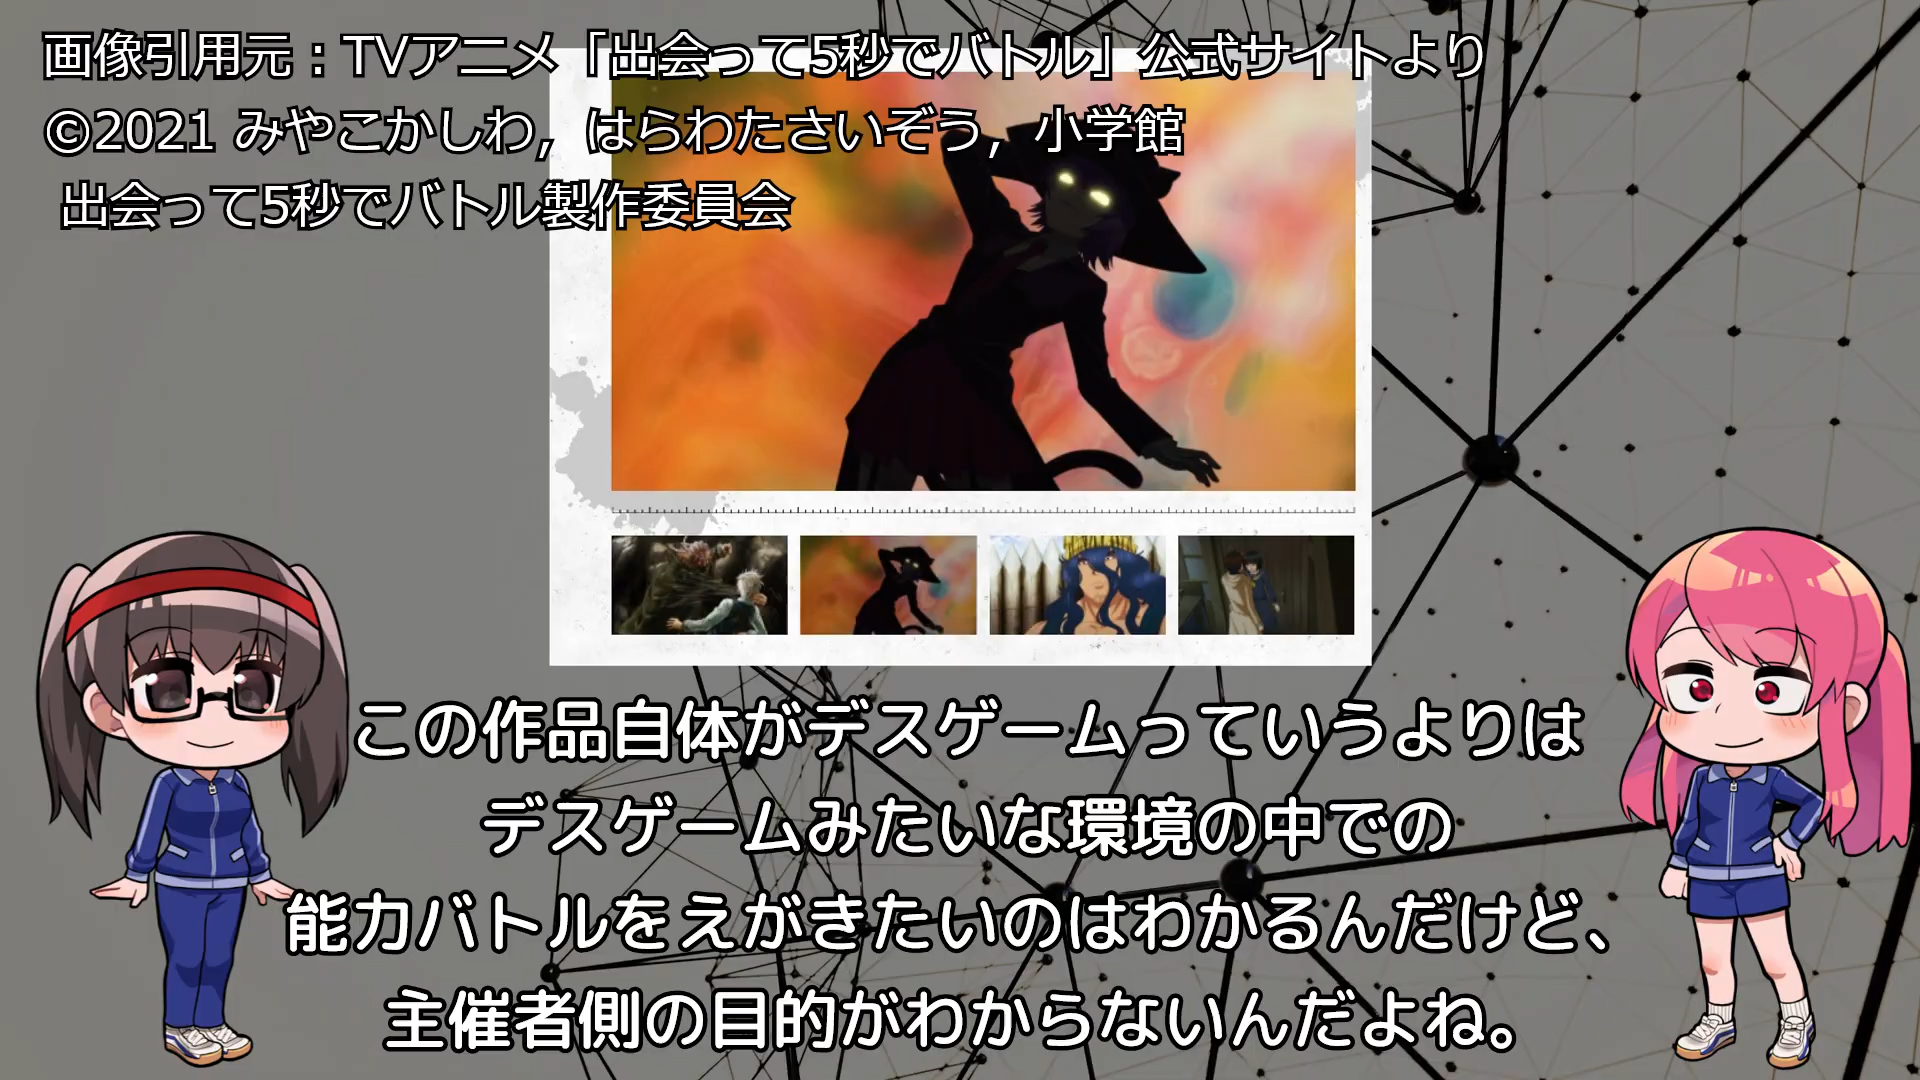 画像引用元：TVアニメ「出会って5秒でバトル」公式サイトより
©2021 みやこかしわ，はらわたさいぞう，小学館
出会って5秒でバトル製作委員会
この作品自体がデスゲームっていうよりは
デスゲームみたいな環境の中での
能力バトルをえがきたいのはわかるんだけど、
主催者側の目的がわからないんだよね。